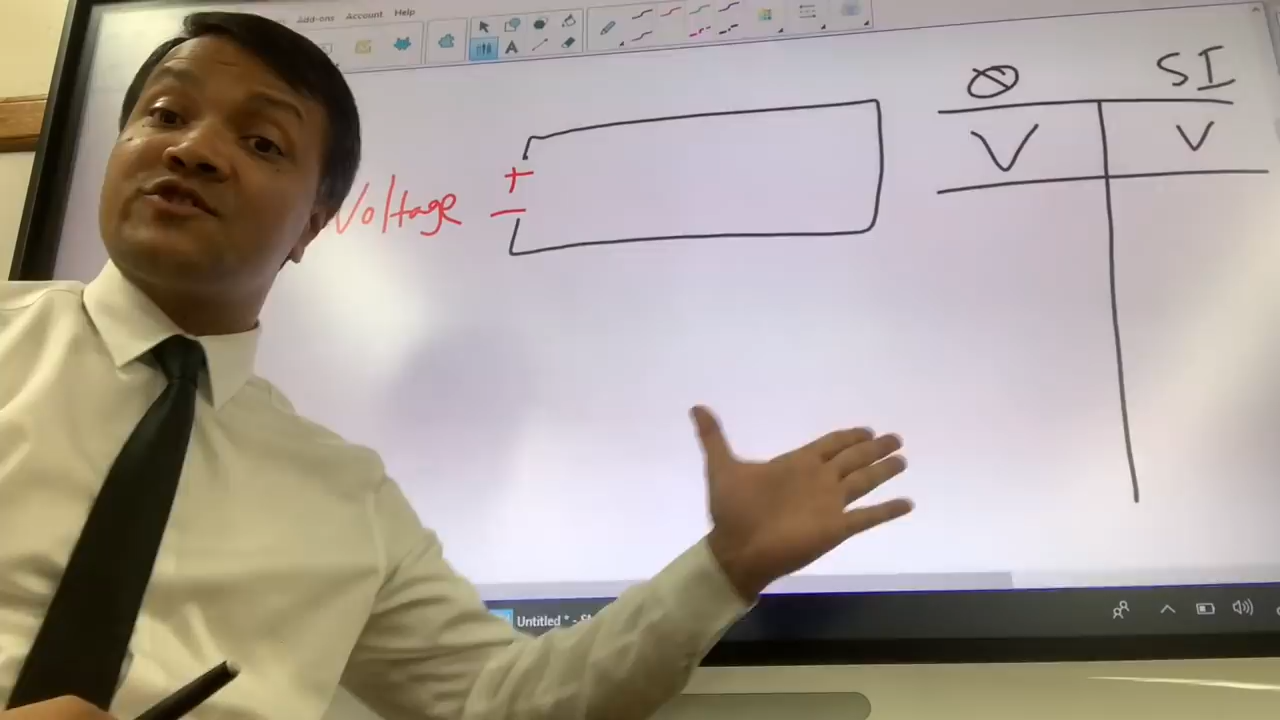 Add-ons Account Help
A
Ꙩ SI
Voltage + −
V V
Untitled * - S